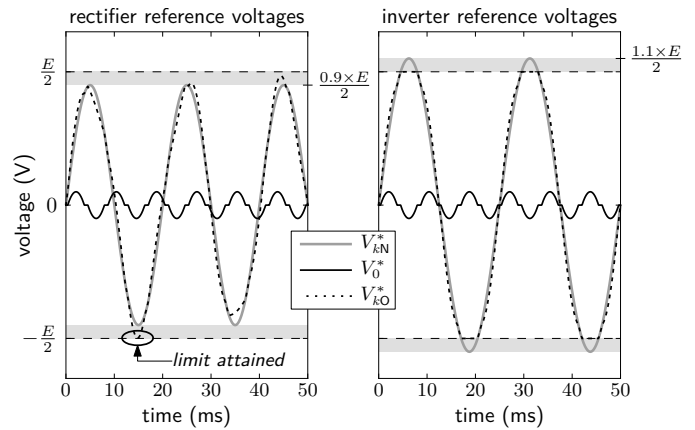 rectifier reference voltages
inverter reference voltages
voltage (V)
E/2
0
−E/2
0.9×E/2
1.1×E/2
V*kN
V*0
V*kO
limit attained
0 10 20 30 40 50
0 10 20 30 40 50
time (ms)
time (ms)